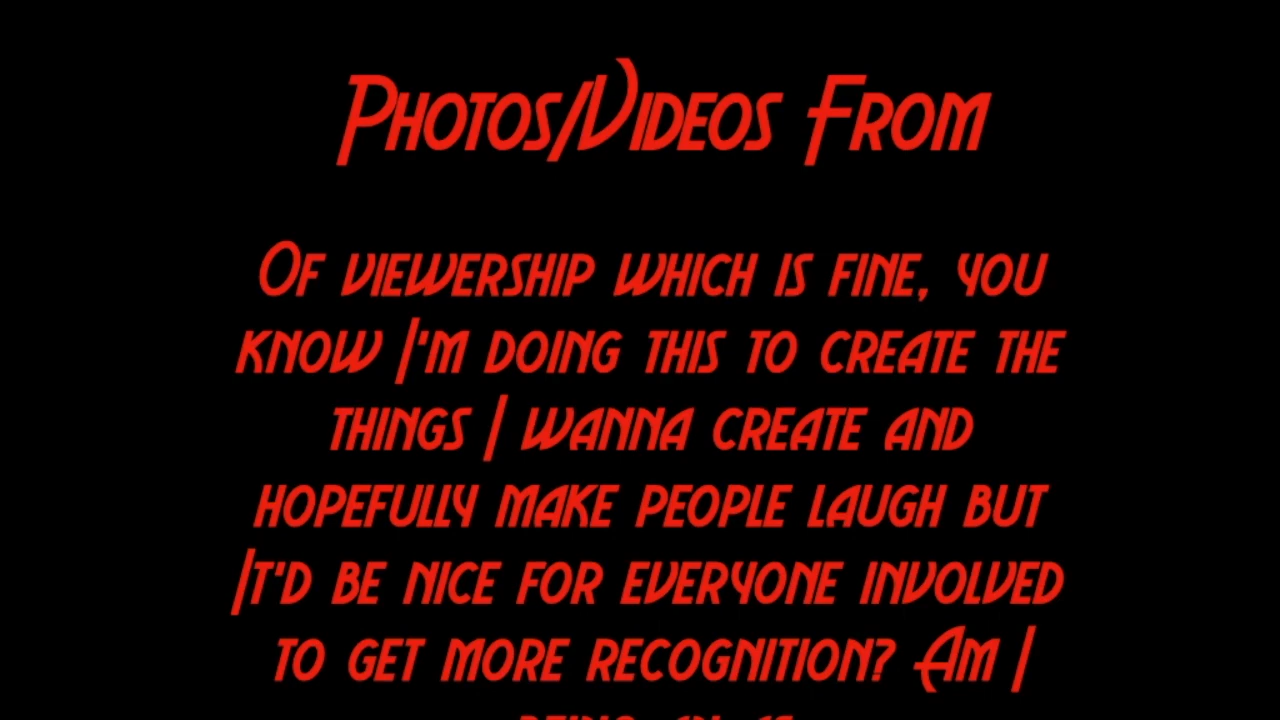 Photos/Videos From
Of viewership which is fine, you
know I'm doing this to create the
things I wanna create and
hopefully make people laugh but
It'd be nice for everyone involved
to get more recognition? Am I